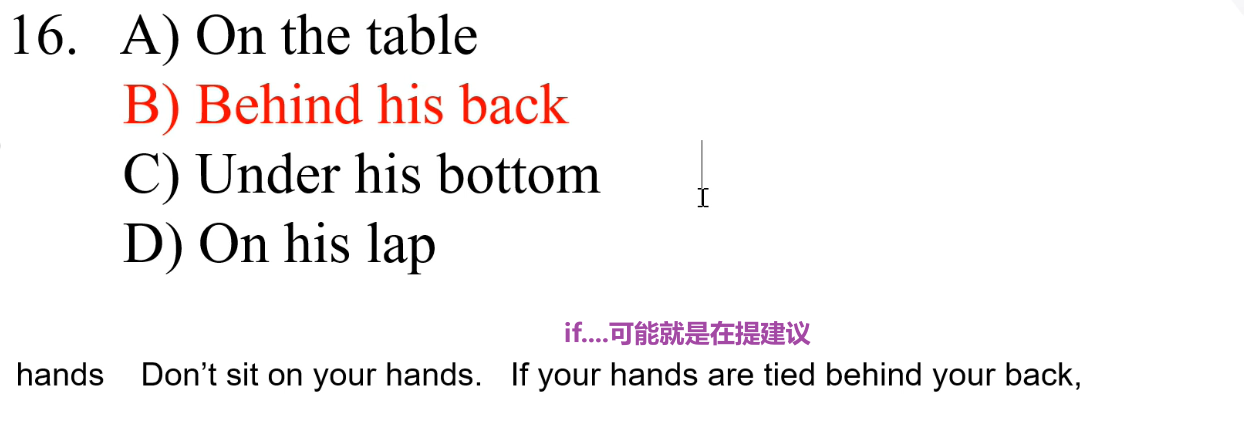 16. A) On the table
B) Behind his back
C) Under his bottom
D) On his lap
if....可能就是在提建议
hands Don’t sit on your hands. If your hands are tied behind your back,